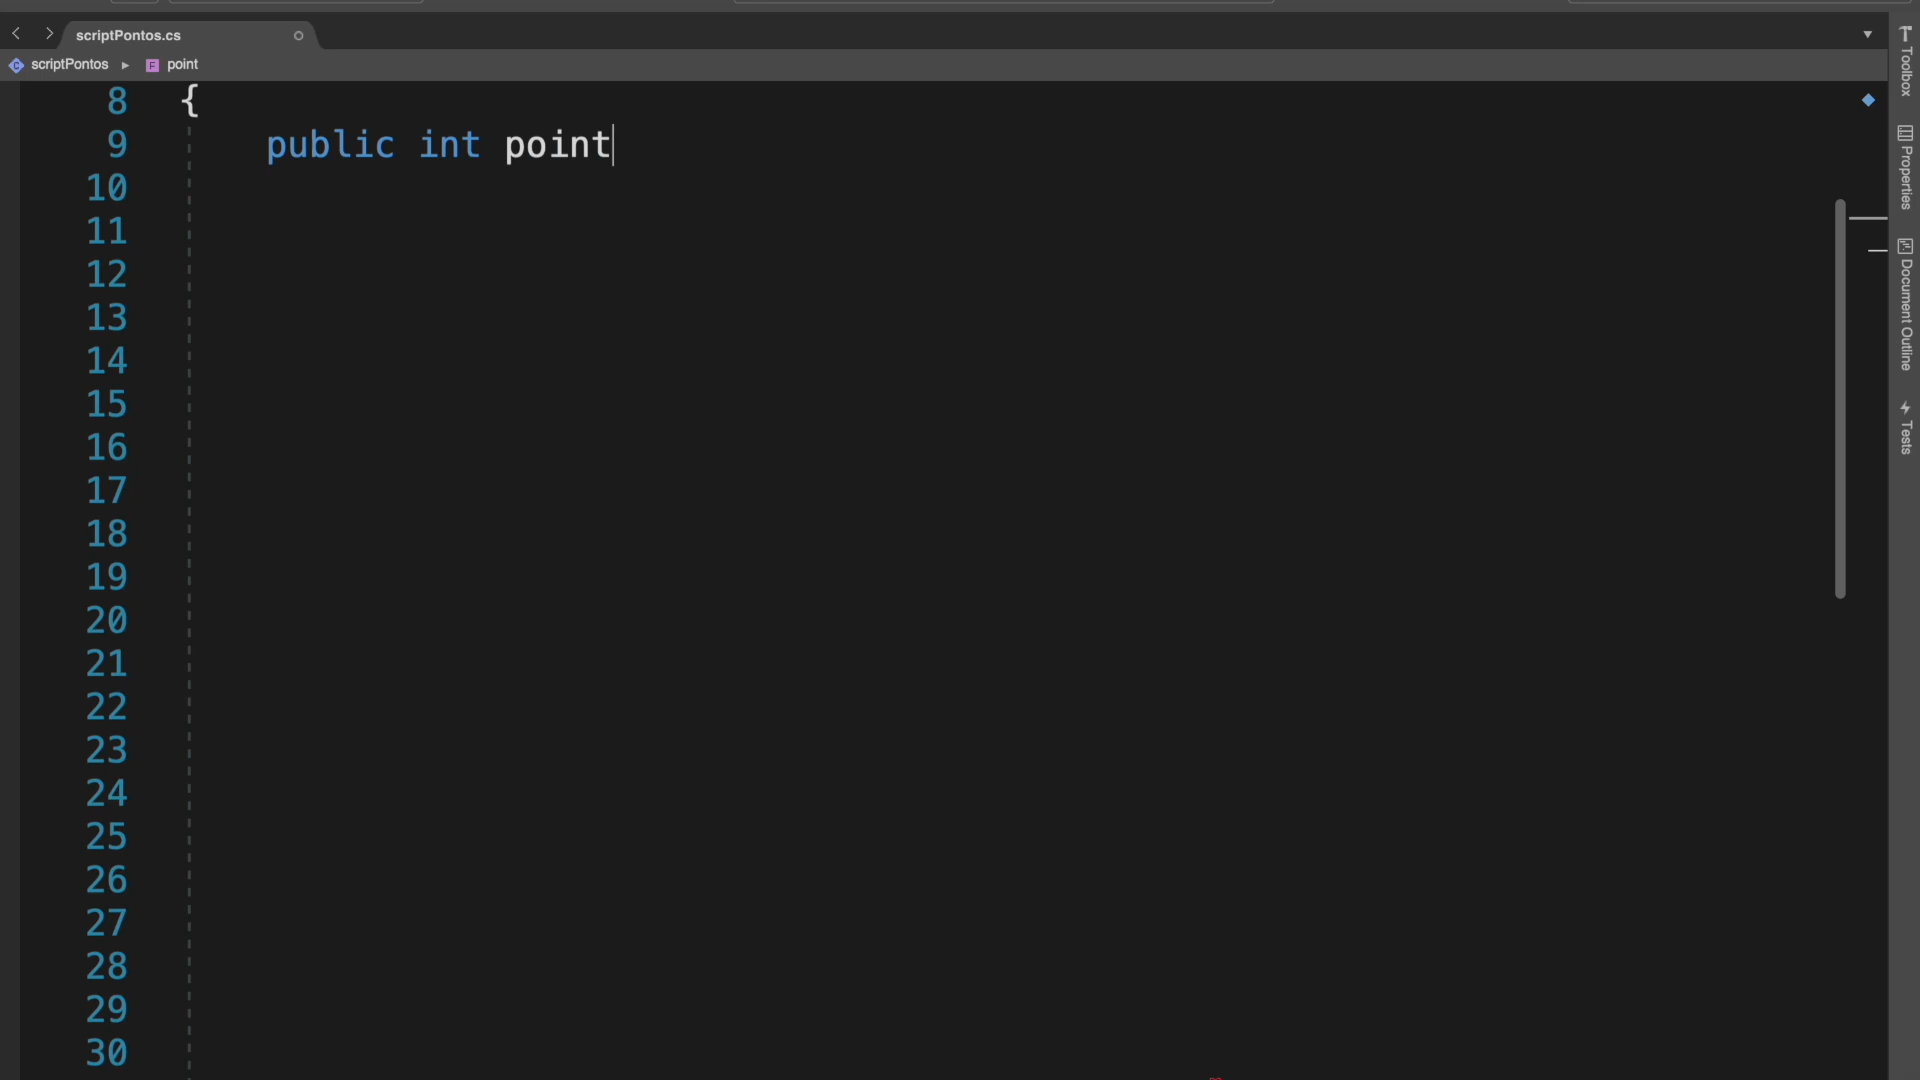 scriptPontos.cs
scriptPontos
point
8 {
9 public int point
10
11
12
13
14
15
16
17
18
19
20
21
22
23
24
25
26
27
28
29
30
Toolbox
Properties
Document Outline
Tests